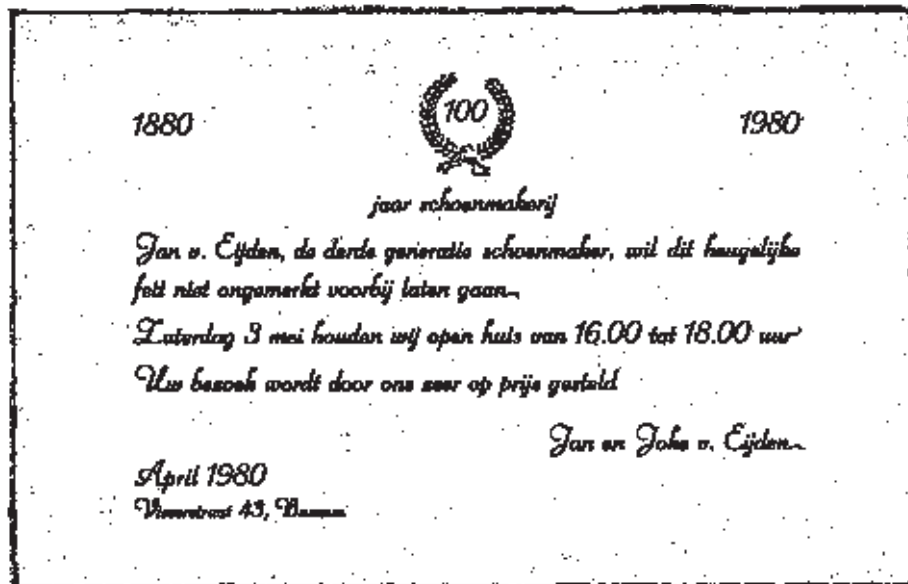 1880 100 1980
jaar schoenmakerij
Jan v. Eijden, de derde generatie schoenmaker, wil dit heugelijke
feit niet ongemerkt voorbij laten gaan.
Zaterdag 3 mei houden wij open huis van 16.00 tot 18.00 uur
Uw bezoek wordt door ons zeer op prijs gesteld
Jan en Joke v. Eijden.
April 1980
43,